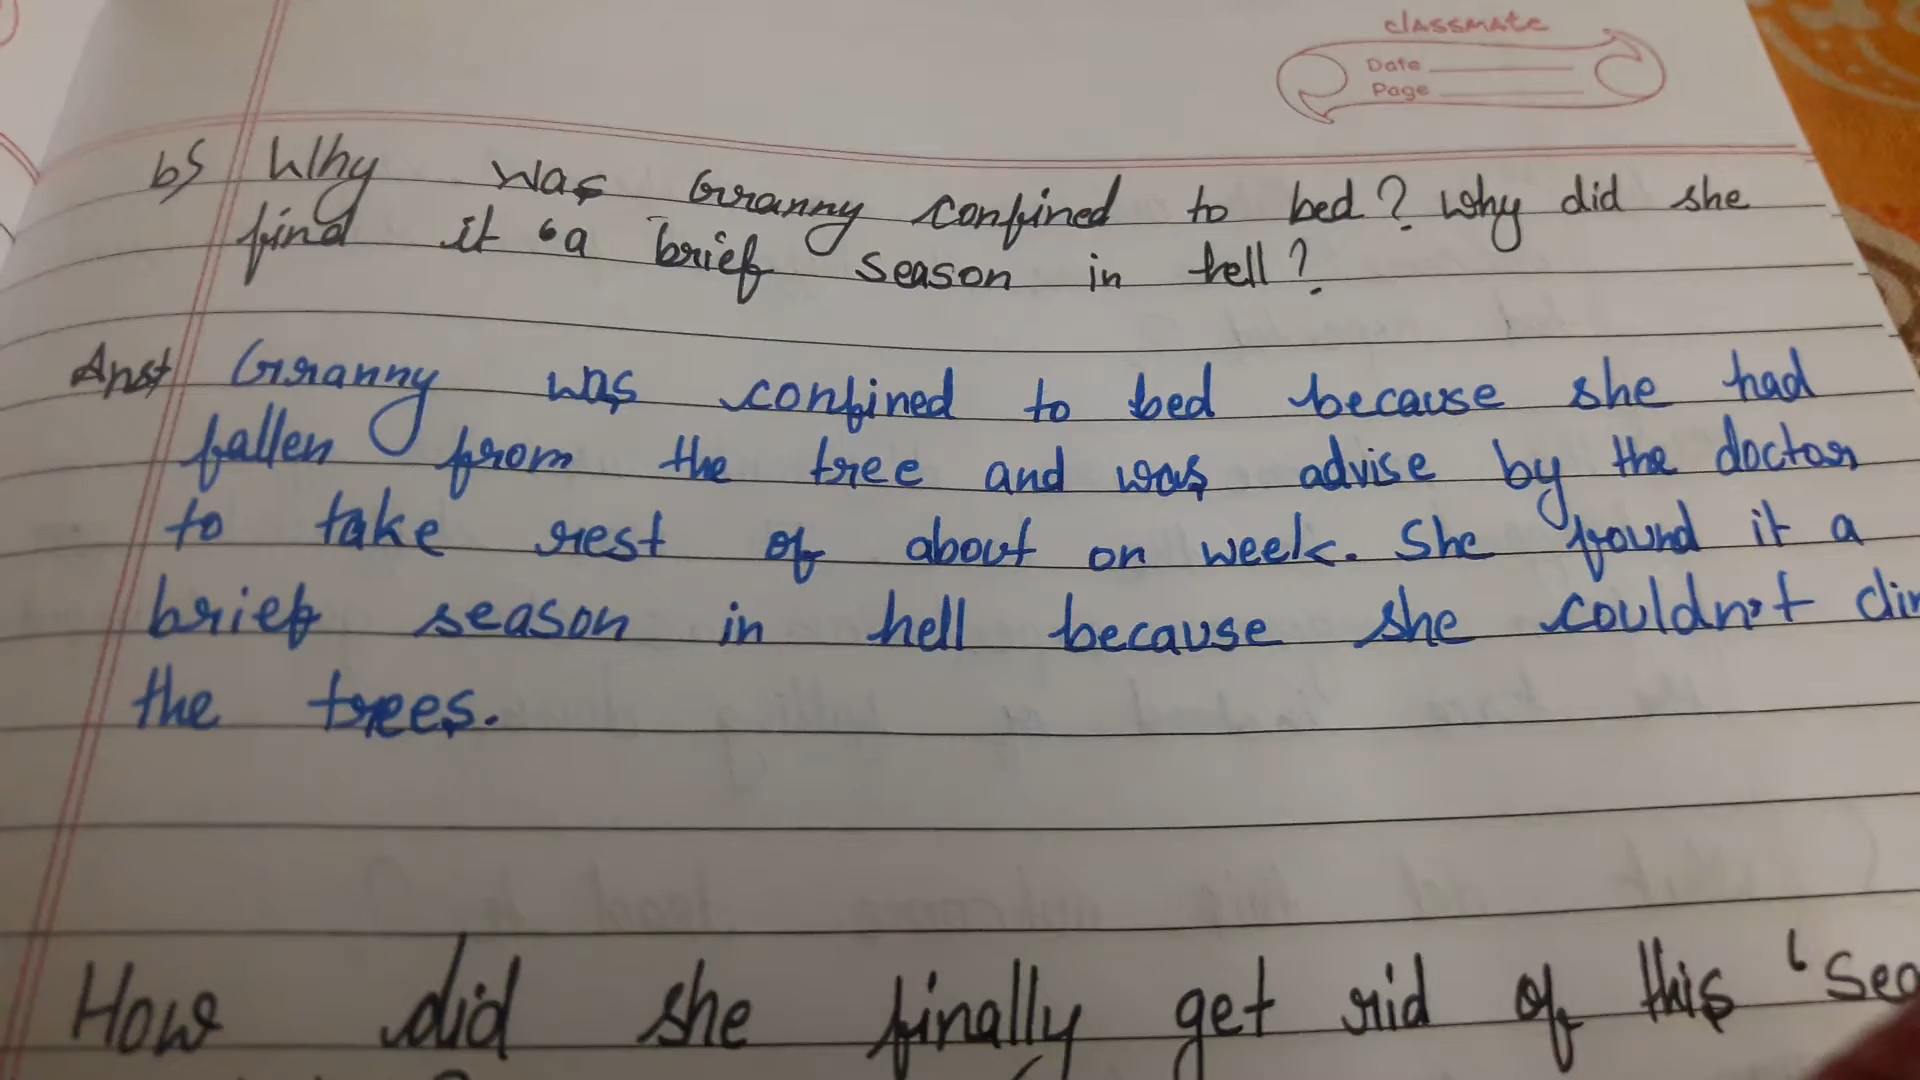 classmate
Date
Page
b) Why was Granny confined to bed? Why did she
find it 'a brief season in hell?
Ans Granny was confined to bed because she had
fallen from the tree and was advise by the doctor
to take rest of about on week. She found it a
brief season in hell because she couldn't
the trees.
How did she finally get rid of this